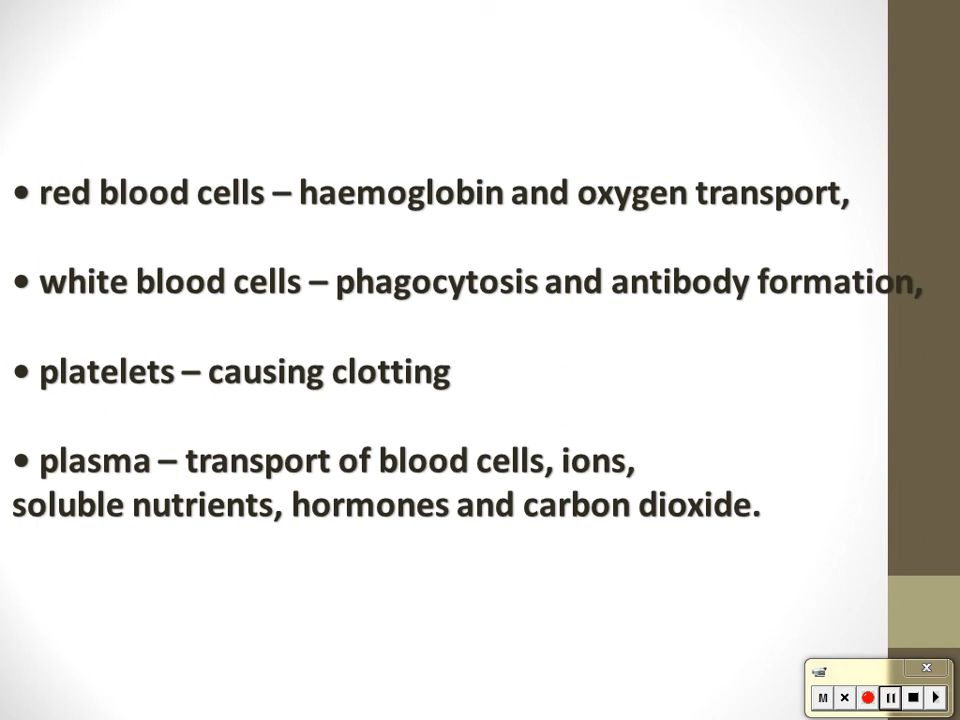 • red blood cells – haemoglobin and oxygen transport,
• white blood cells – phagocytosis and antibody formation,
• platelets – causing clotting
• plasma – transport of blood cells, ions,
soluble nutrients, hormones and carbon dioxide.
M